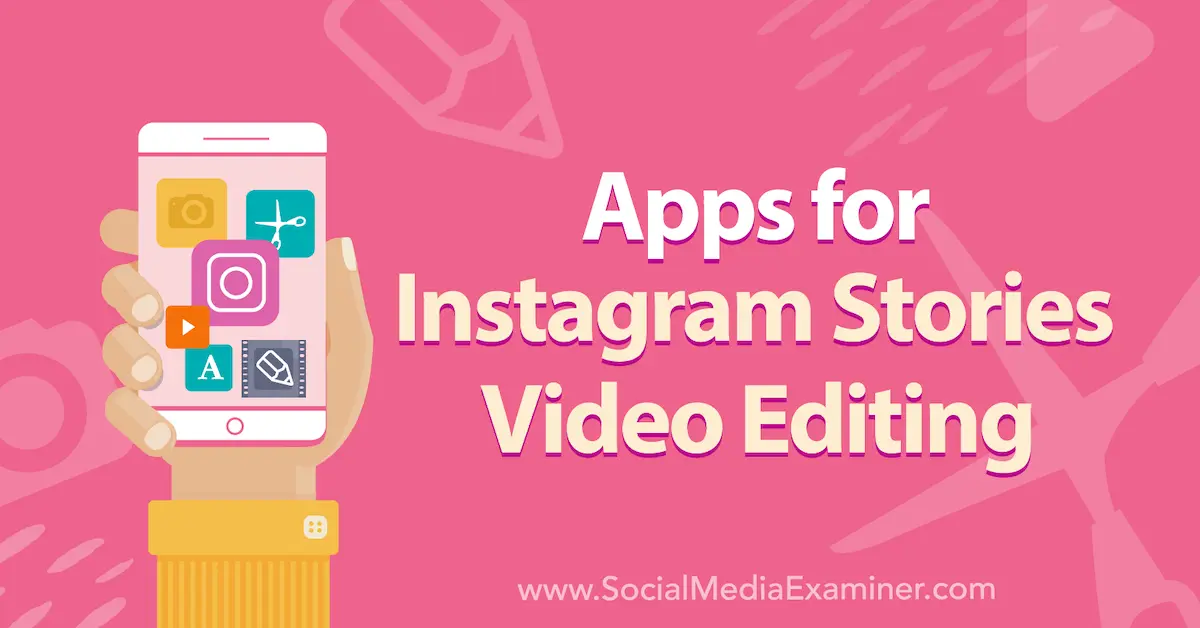 Apps for
Instagram Stories
Video Editing
A
www.SocialMediaExaminer.com